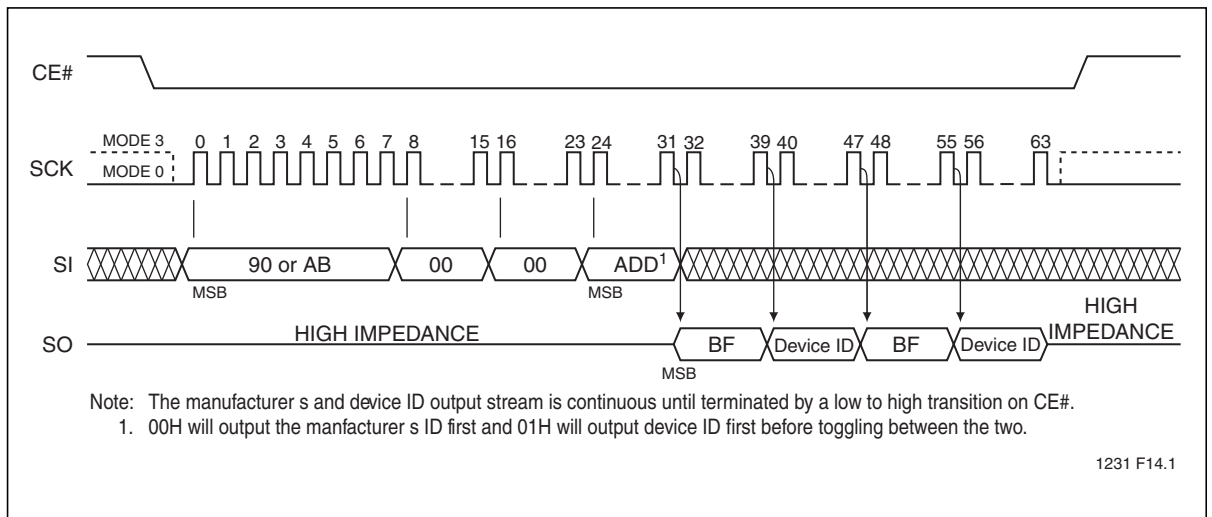 CE#
MODE 3
0 1 2 3 4 5 6 7 8 15 16 23 24 31 32 39 40 47 48 55 56 63
SCK
MODE 0
SI 90 or AB 00 00 ADD1
MSB MSB
HIGH IMPEDANCE
HIGH IMPEDANCE
SO BF Device ID BF Device ID
MSB
Note: The manufacturer s and device ID output stream is continuous until terminated by a low to high transition on CE#.
1. 00H will output the manfacturer s ID first and 01H will output device ID first before toggling between the two.
1231 F14.1